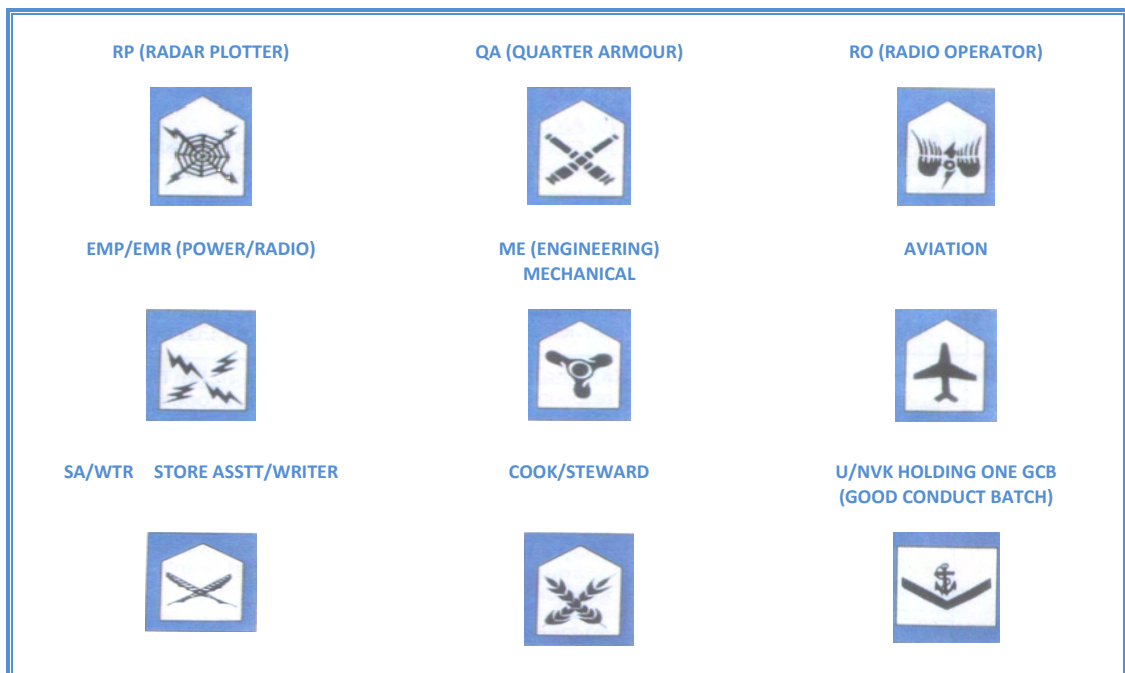 RP (RADAR PLOTTER)
QA (QUARTER ARMOUR)
RO (RADIO OPERATOR)
EMP/EMR (POWER/RADIO)
ME (ENGINEERING)
MECHANICAL
AVIATION
SA/WTR STORE ASSTT/WRITER
COOK/STEWARD
U/NVK HOLDING ONE GCB
(GOOD CONDUCT BATCH)